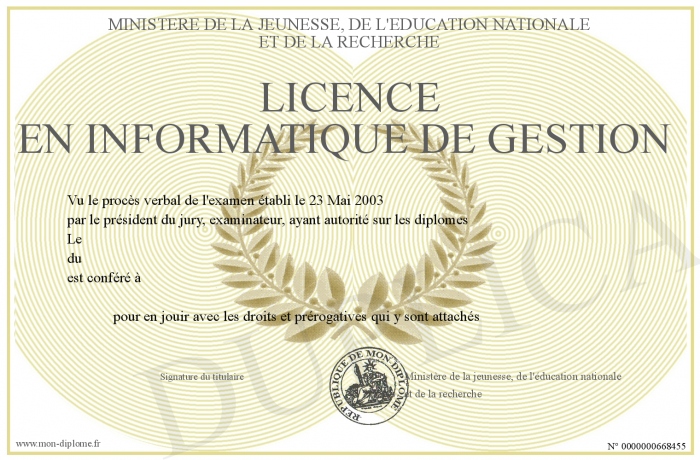 MINISTERE DE LA JEUNESSE, DE L'EDUCATION NATIONALE
ET DE LA RECHERCHE
LICENCE
EN INFORMATIQUE DE GESTION
Vu le procès verbal de l'examen établi le 23 Mai 2003
par le président du jury, examinateur, ayant autorité sur les diplomes
Le
du
est conféré à
pour en jouir avec les droits et prérogatives qui y sont attachés
Signature du titulaire
Ministère de la jeunesse, de l'éducation nationale
et de la recherche
REPUBLIQUE DE MON-DIPLOME
DUPLICATA
www.mon-diplome.fr
N° 0000000668455